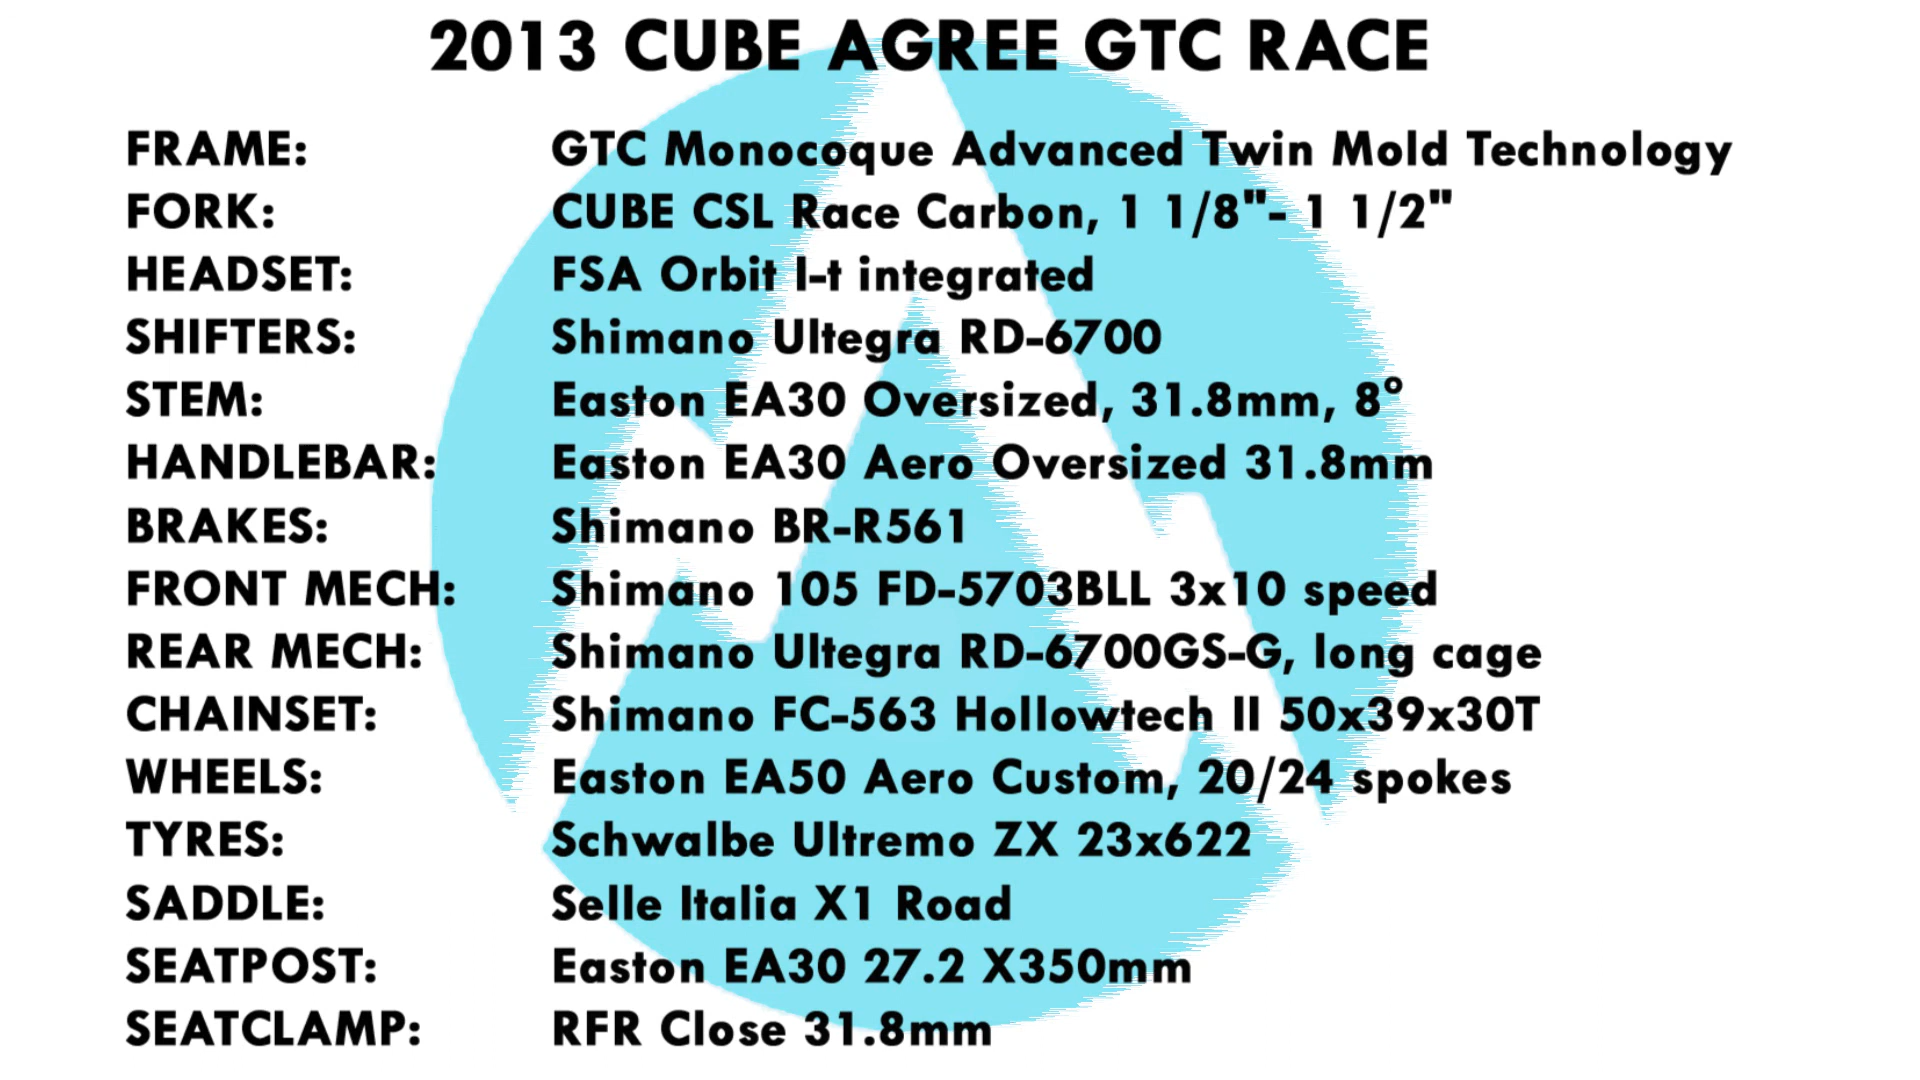 2013 CUBE AGREE GTC RACE
FRAME: GTC Monocoque Advanced Twin Mold Technology
FORK: CUBE CSL Race Carbon, 1 1/8"- 1 1/2"
HEADSET: FSA Orbit I-t integrated
SHIFTERS: Shimano Ultegra RD-6700
STEM: Easton EA30 Oversized, 31.8mm, 8°
HANDLEBAR: Easton EA30 Aero Oversized 31.8mm
BRAKES: Shimano BR-R561
FRONT MECH: Shimano 105 FD-5703BLL 3x10 speed
REAR MECH: Shimano Ultegra RD-6700GS-G, long cage
CHAINSET: Shimano FC-563 Hollowtech II 50x39x30T
WHEELS: Easton EA50 Aero Custom, 20/24 spokes
TYRES: Schwalbe Ultremo ZX 23x622
SADDLE: Selle Italia X1 Road
SEATPOST: Easton EA30 27.2 X350mm
SEATCLAMP: RFR Close 31.8mm